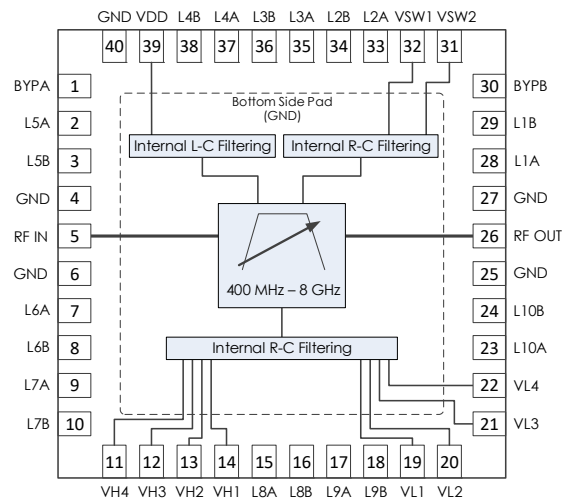 GND VDD L4B L4A L3B L3A L2B L2A VSW1 VSW2
40 39 38 37 36 35 34 33 32 31
BYPA 1
L5A 2
L5B 3
GND 4
RF IN 5
GND 6
L6A 7
L6B 8
L7A 9
L7B 10
Bottom Side Pad
(GND)
Internal L-C Filtering
Internal R-C Filtering
400 MHz – 8 GHz
Internal R-C Filtering
30 BYPB
29 L1B
28 L1A
27 GND
26 RF OUT
25 GND
24 L10B
23 L10A
22 VL4
21 VL3
11 12 13 14 15 16 17 18 19 20
VH4 VH3 VH2 VH1 L8A L8B L9A L9B VL1 VL2